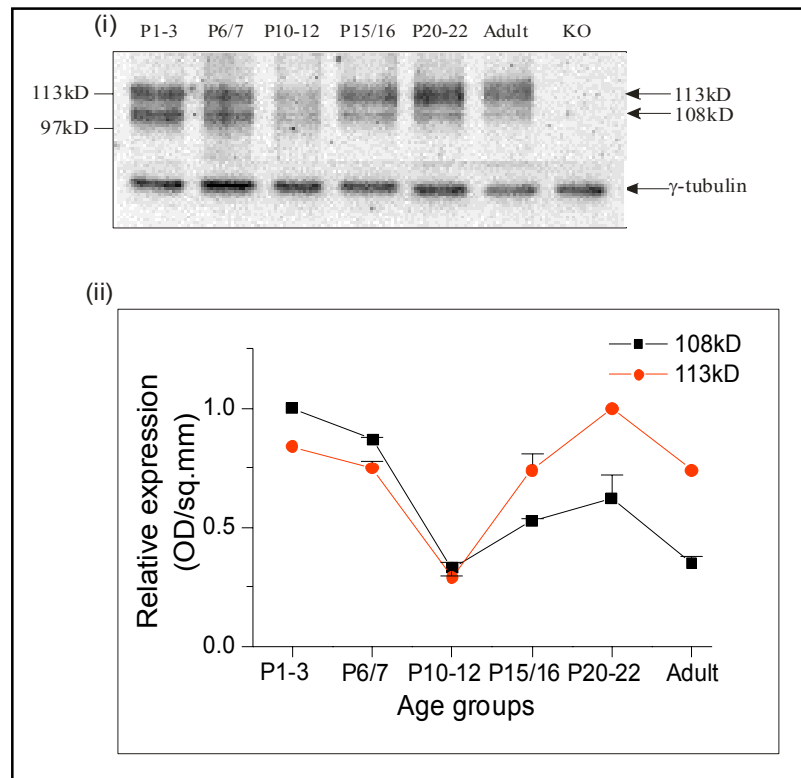 (i)
P1-3 P6/7 P10-12 P15/16 P20-22 Adult KO
113kD 113kD
108kD
97kD
γ-tubulin
(ii)
108kD
113kD
Relative expression
(OD/sq.mm)
1.0
0.5
0.0
P1-3 P6/7 P10-12 P15/16 P20-22 Adult
Age groups